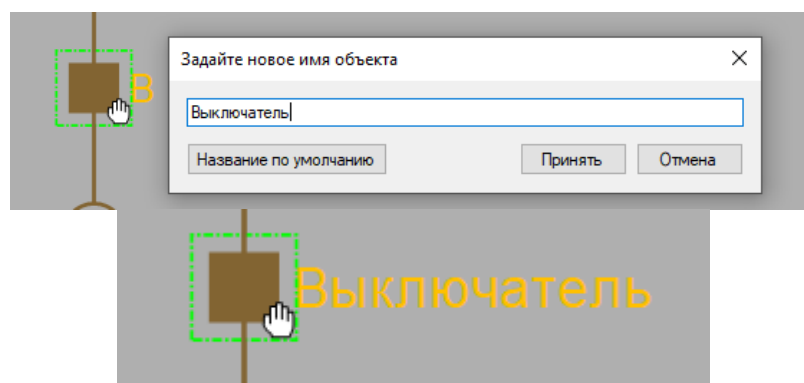 Задайте новое имя объекта
В
Выключатель
Название по умолчанию Принять Отмена
Выключатель